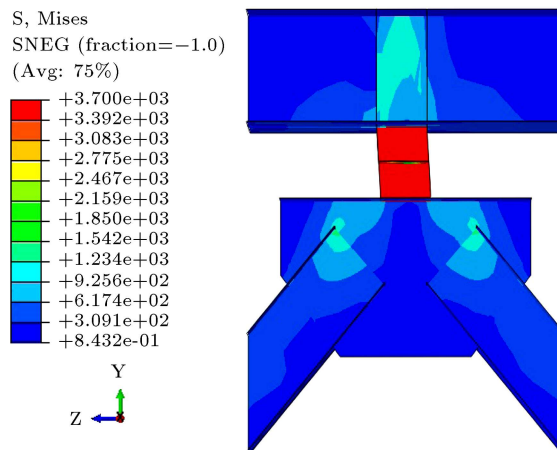 S, Mises
SNEG (fraction=−1.0)
(Avg: 75%)
+3.700e+03
+3.392e+03
+3.083e+03
+2.775e+03
+2.467e+03
+2.159e+03
+1.850e+03
+1.542e+03
+1.234e+03
+9.256e+02
+6.174e+02
+3.091e+02
+8.432e-01
Y
Z